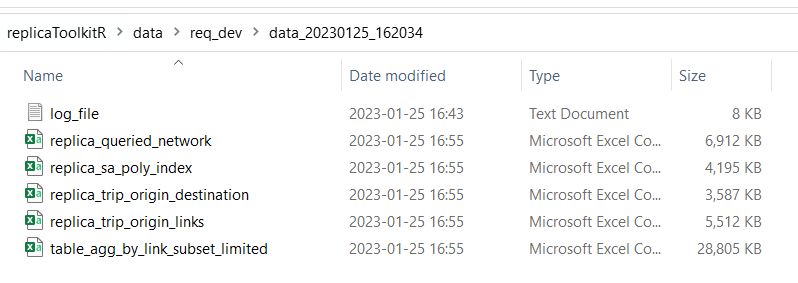 replicaToolkitR > data > req_dev > data_20230125_162034
Name Date modified Type Size
log_file 2023-01-25 16:43 Text Document 8 KB
replica_queried_network 2023-01-25 16:55 Microsoft Excel Co... 6,912 KB
replica_sa_poly_index 2023-01-25 16:55 Microsoft Excel Co... 4,195 KB
replica_trip_origin_destination 2023-01-25 16:55 Microsoft Excel Co... 3,587 KB
replica_trip_origin_links 2023-01-25 16:55 Microsoft Excel Co... 5,512 KB
table_agg_by_link_subset_limited 2023-01-25 16:55 Microsoft Excel Co... 28,805 KB